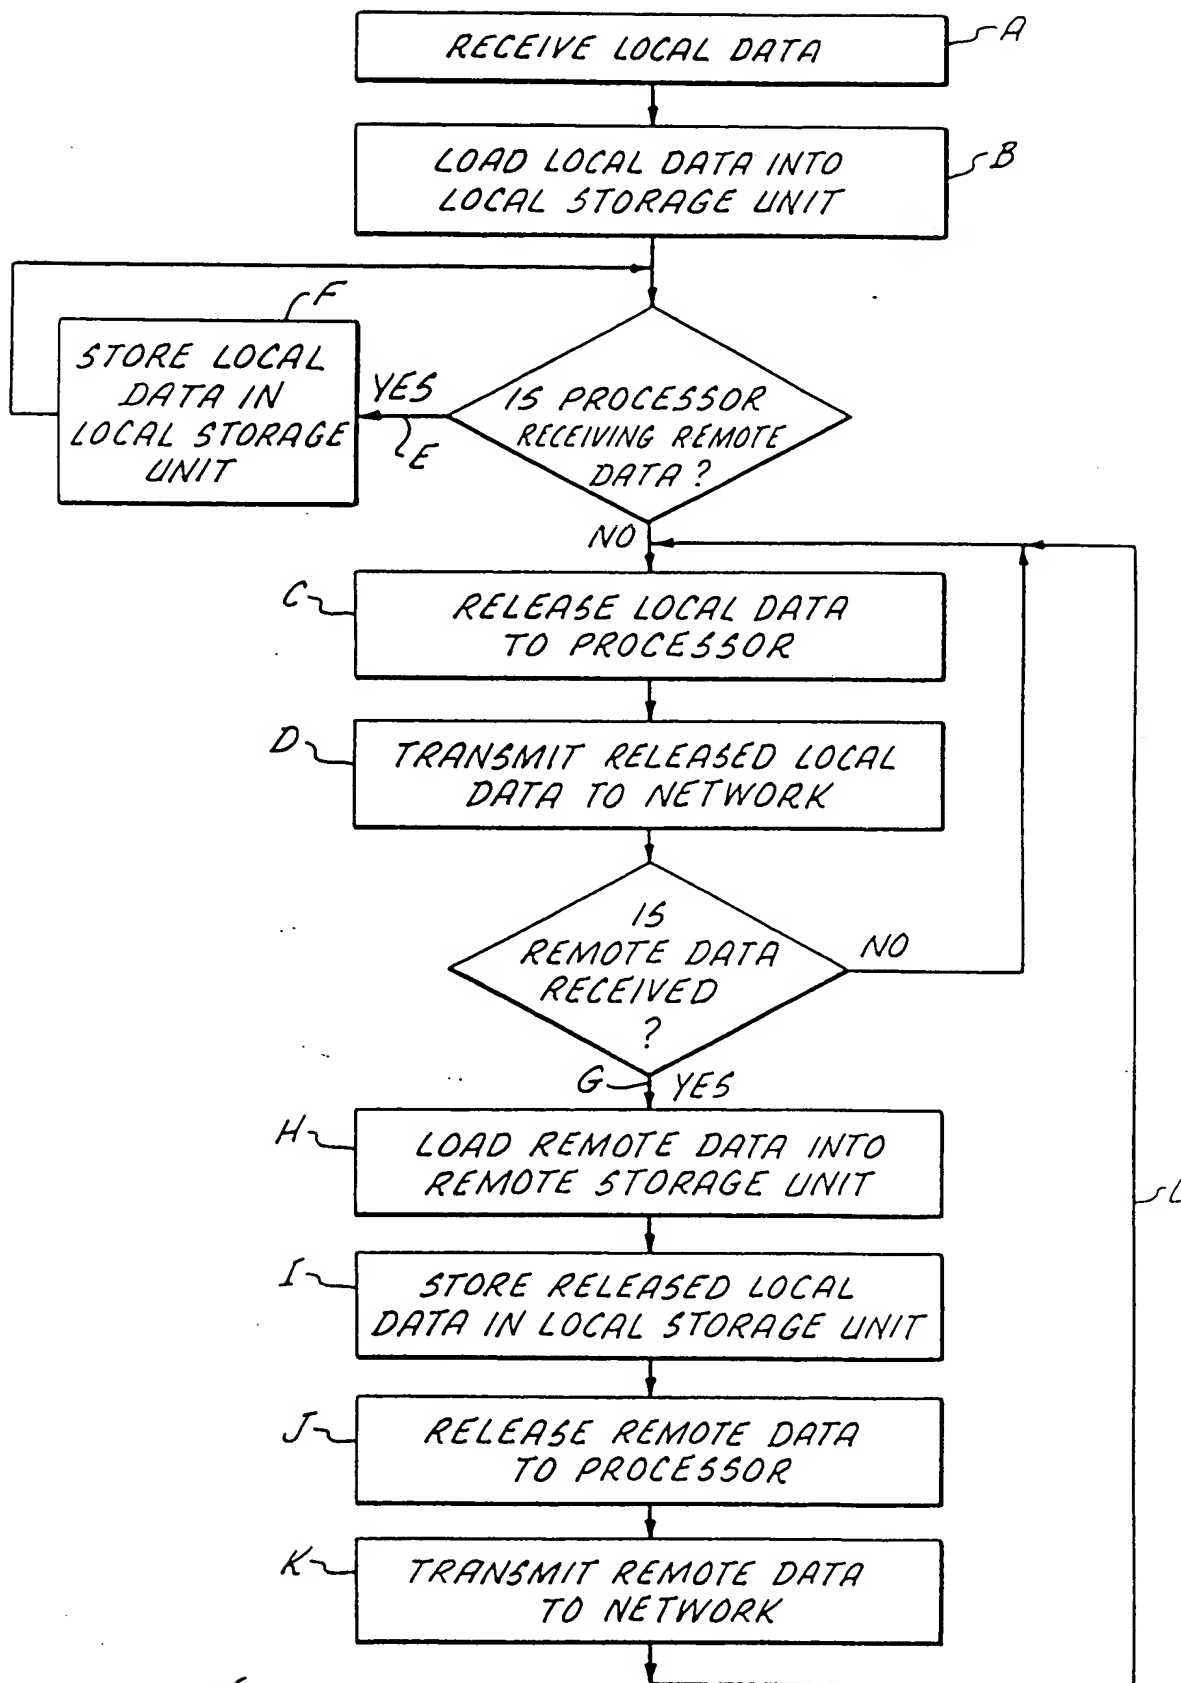 RECEIVE LOCAL DATA
A
LOAD LOCAL DATA INTO
LOCAL STORAGE UNIT
B
F
STORE LOCAL
DATA IN
LOCAL STORAGE
UNIT
YES
E
IS PROCESSOR
RECEIVING REMOTE
DATA?
NO
C
RELEASE LOCAL DATA
TO PROCESSOR
D
TRANSMIT RELEASED LOCAL
DATA TO NETWORK
IS
REMOTE DATA
RECEIVED
?
NO
G
YES
H
LOAD REMOTE DATA INTO
REMOTE STORAGE UNIT
L
I
STORE RELEASED LOCAL
DATA IN LOCAL STORAGE UNIT
J
RELEASE REMOTE DATA
TO PROCESSOR
K
TRANSMIT REMOTE DATA
TO NETWORK